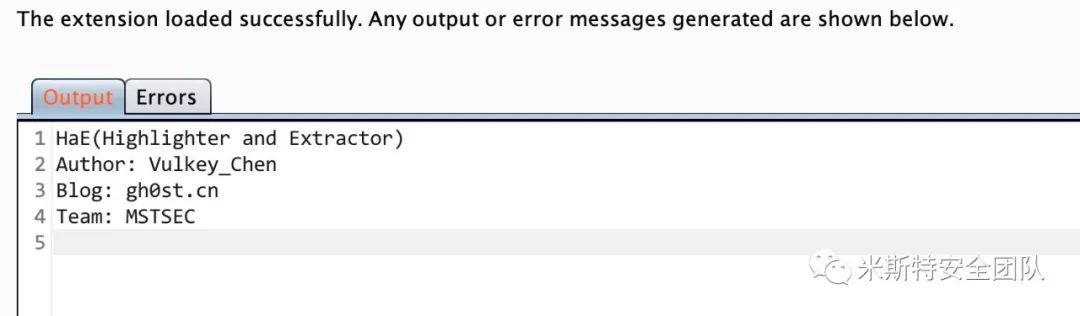 The extension loaded successfully. Any output or error messages generated are shown below.
Output Errors
1 HaE(Highlighter and Extractor)
2 Author: Vulkey_Chen
3 Blog: gh0st.cn
4 Team: MSTSEC
5
米斯特安全团队